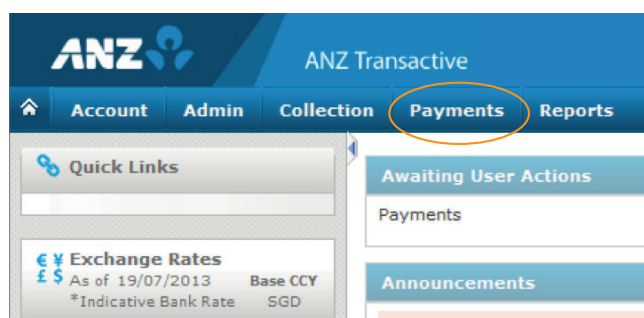 ANZ
ANZ Transactive
Account Admin Collection Payments Reports
Quick Links
Awaiting User Actions
Payments
€ ¥ Exchange Rates
£ $ As of 19/07/2013 Base CCY
*Indicative Bank Rate SGD
Announcements